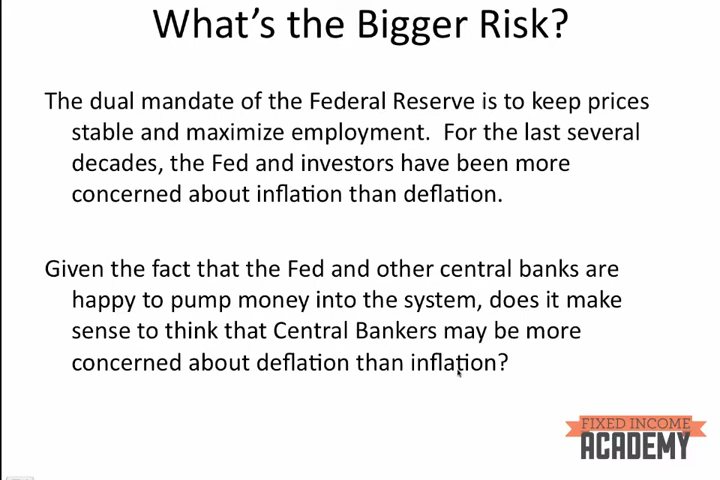 What's the Bigger Risk?
The dual mandate of the Federal Reserve is to keep prices
stable and maximize employment.  For the last several
decades, the Fed and investors have been more
concerned about inflation than deflation.
Given the fact that the Fed and other central banks are
happy to pump money into the system, does it make
sense to think that Central Bankers may be more
concerned about deflation than inflation?
FIXED INCOME
ACADEMY